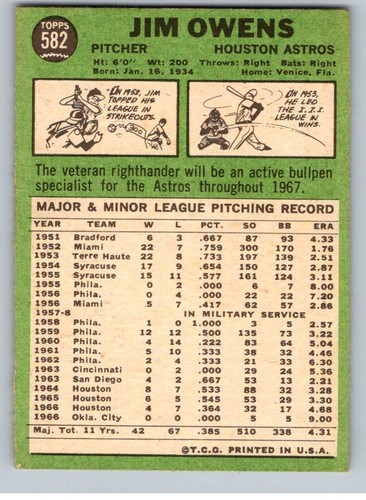 TOPPS
582
JIM OWENS
PITCHER HOUSTON ASTROS
Ht: 6'0" Wt: 200 Throws: Right Bats: Right
Born: Jan. 16, 1934 Home: Venice, Fla.
IN 1952, JIM
TOPPED HIS
LEAGUE IN
STRIKEOUTS.
300
IN 1953,
HE LED
THE I.I.I.
LEAGUE IN
WINS.
The veteran righthander will be an active bullpen
specialist for the Astros throughout 1967.
MAJOR & MINOR LEAGUE PITCHING RECORD
YEAR TEAM W L PCT. SO BB ERA
1951 Bradford 6 3 .667 87 93 4.33
1952 Miami 22 7 .759 300 170 1.76
1953 Terre Haute 22 8 .733 197 139 2.51
1954 Syracuse 17 9 .654 150 127 2.87
1955 Syracuse 15 11 .577 161 124 3.11
1955 Phila. 0 2 .000 6 7 8.00
1956 Phila. 0 4 .000 22 22 7.20
1956 Miami 5 7 .417 62 57 2.86
1957-8 IN MILITARY SERVICE
1958 Phila. 1 0 1.000 3 5 2.57
1959 Phila. 12 12 .500 135 73 3.22
1960 Phila. 4 14 .222 83 64 5.04
1961 Phila. 5 10 .333 38 32 4.46
1962 Phila. 2 4 .333 21 33 6.30
1963 Cincinnati 0 2 .000 29 24 5.40
1963 San Diego 4 2 .667 53 13 2.21
1964 Houston 8 7 .533 88 32 3.28
1965 Houston 6 5 .545 53 29 3.28
1966 Houston 4 7 .364 32 17 4.68
1966 Okla. City 0 0 .000 5 5 9.00
Maj. Tot. 11 Yrs. 42 67 .385 510 338 4.31
©T.C.G. PRINTED IN U.S.A.